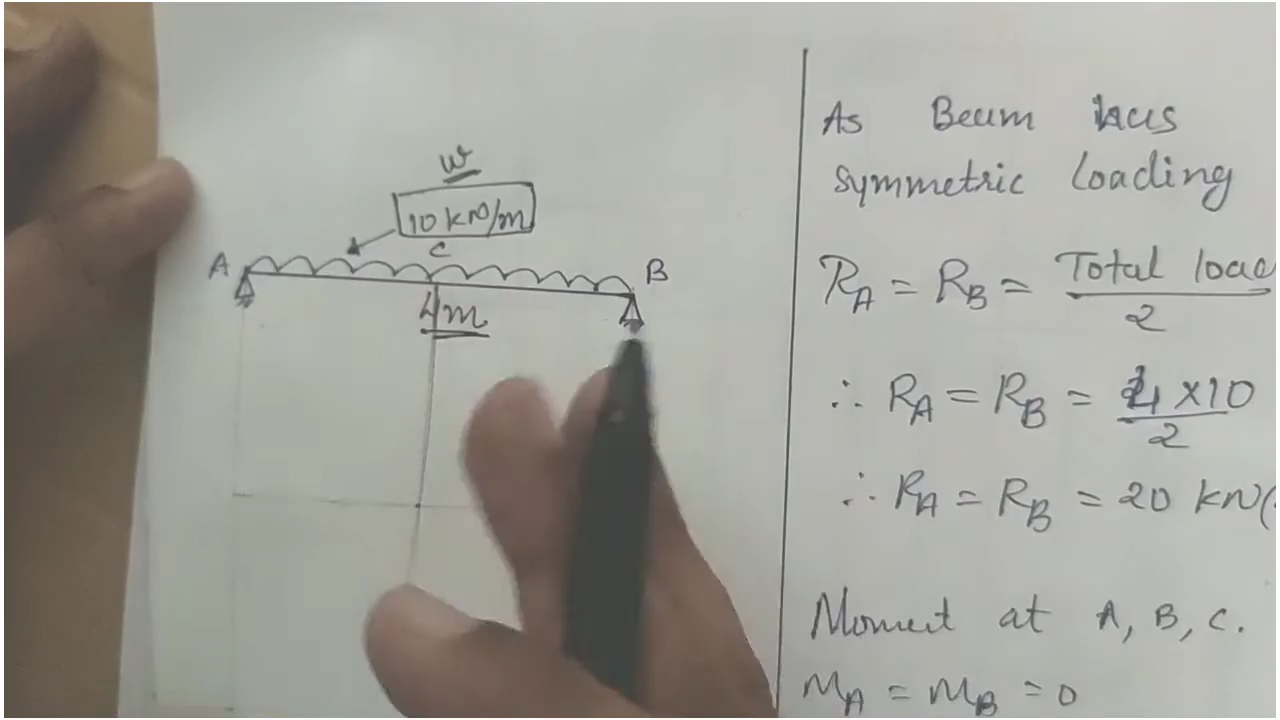 w
10 kN/m
A C B
4m
As Beam has
symmetric loading
RA = RB = Total load
2
∴ RA = RB = 4 x10
2
∴ RA = RB = 20 kN(
Moment at A, B, C.
MA = MB = 0